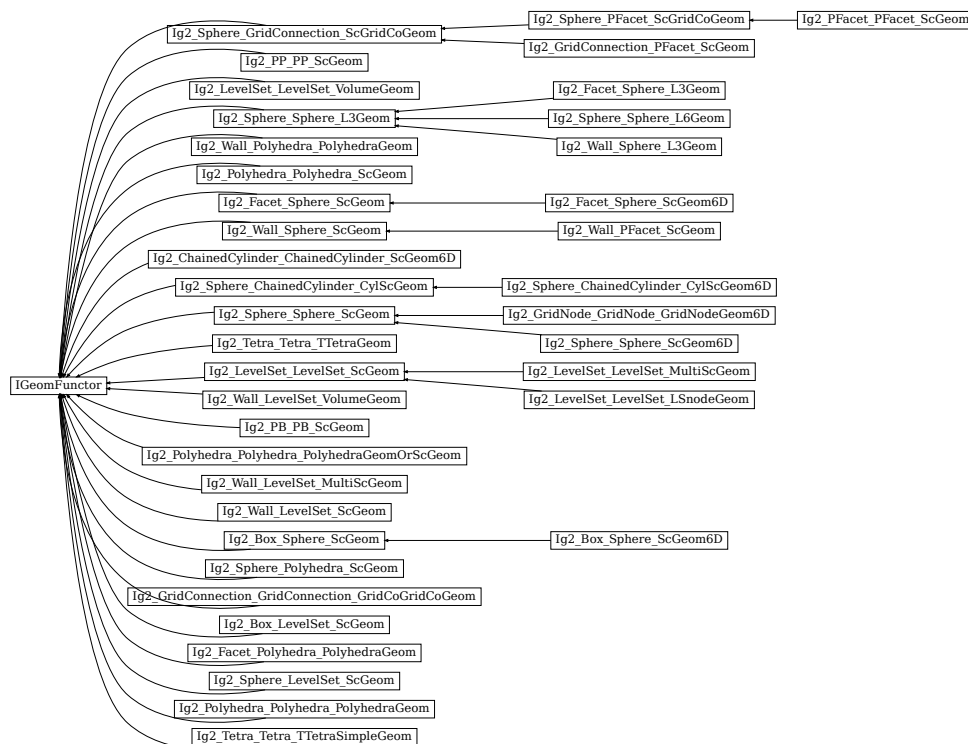 Ig2_Sphere_PFacet_ScGridCoGeom
Ig2_PFacet_PFacet_ScGeom
Ig2_Sphere_GridConnection_ScGridCoGeom
Ig2_GridConnection_PFacet_ScGeom
Ig2_PP_PP_ScGeom
Ig2_LevelSet_LevelSet_VolumeGeom
Ig2_Facet_Sphere_L3Geom
Ig2_Sphere_Sphere_L3Geom
Ig2_Sphere_Sphere_L6Geom
Ig2_Wall_Polyhedra_PolyhedraGeom
Ig2_Wall_Sphere_L3Geom
Ig2_Polyhedra_Polyhedra_ScGeom
Ig2_Facet_Sphere_ScGeom
Ig2_Facet_Sphere_ScGeom6D
Ig2_Wall_Sphere_ScGeom
Ig2_Wall_PFacet_ScGeom
Ig2_ChainedCylinder_ChainedCylinder_ScGeom6D
Ig2_Sphere_ChainedCylinder_CylScGeom
Ig2_Sphere_ChainedCylinder_CylScGeom6D
Ig2_Sphere_Sphere_ScGeom
Ig2_GridNode_GridNode_GridNodeGeom6D
Ig2_Tetra_Tetra_TTetraGeom
Ig2_Sphere_Sphere_ScGeom6D
Ig2_LevelSet_LevelSet_ScGeom
Ig2_LevelSet_LevelSet_MultiScGeom
IGeomFunctor
Ig2_Wall_LevelSet_VolumeGeom
Ig2_LevelSet_LevelSet_LSnodeGeom
Ig2_PB_PB_ScGeom
Ig2_Polyhedra_Polyhedra_PolyhedraGeomOrScGeom
Ig2_Wall_LevelSet_MultiScGeom
Ig2_Wall_LevelSet_ScGeom
Ig2_Box_Sphere_ScGeom
Ig2_Box_Sphere_ScGeom6D
Ig2_Sphere_Polyhedra_ScGeom
Ig2_GridConnection_GridConnection_GridCoGridCoGeom
Ig2_Box_LevelSet_ScGeom
Ig2_Facet_Polyhedra_PolyhedraGeom
Ig2_Sphere_LevelSet_ScGeom
Ig2_Polyhedra_Polyhedra_PolyhedraGeom
Ig2_Tetra_Tetra_TTetraSimpleGeom